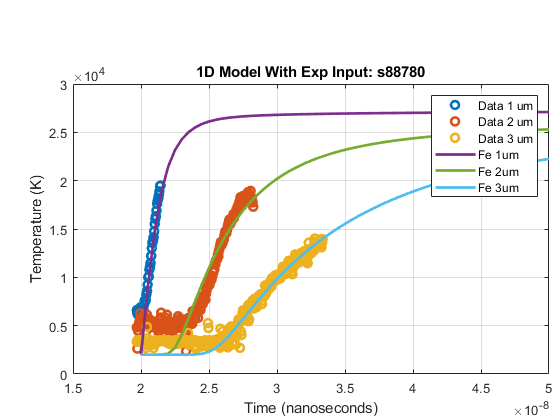 1D Model With Exp Input: s88780
×10⁴
3
2.5
2
1.5
1
0.5
0
Temperature (K)
Data 1 um
Data 2 um
Data 3 um
Fe 1um
Fe 2um
Fe 3um
1.5 2 2.5 3 3.5 4 4.5 5
Time (nanoseconds)
×10⁻⁸